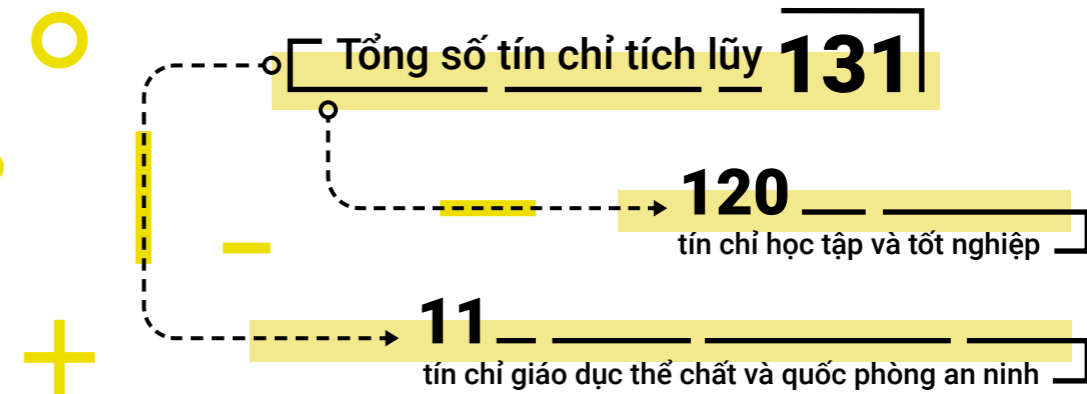 Tổng số tín chỉ tích lũy 131
120
tín chỉ học tập và tốt nghiệp
11
tín chỉ giáo dục thể chất và quốc phòng an ninh